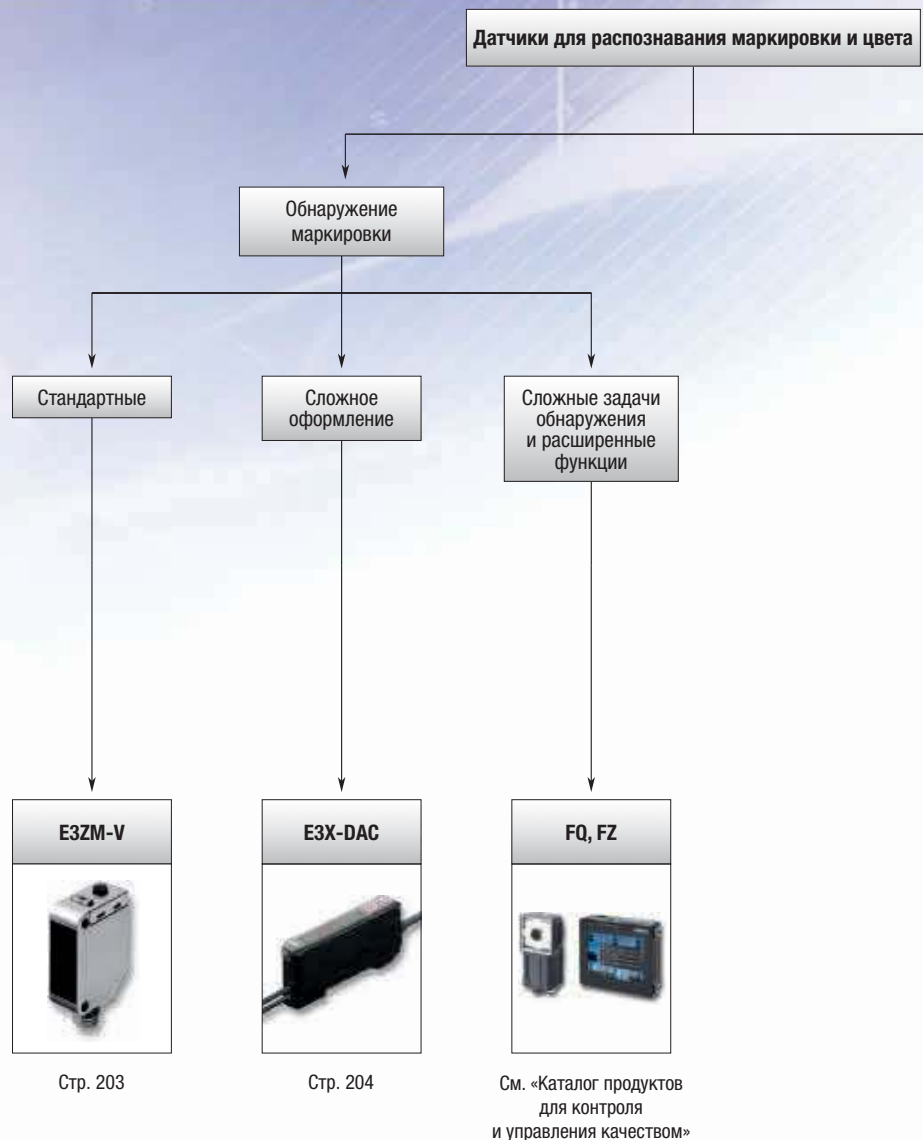 Датчики для распознавания маркировки и цвета
Обнаружение
маркировки
Стандартные
Сложное
оформление
Сложные задачи
обнаружения
и расширенные
функции
E3ZM-V
E3X-DAC
FQ, FZ
Стр. 203
Стр. 204
См. «Каталог продуктов
для контроля
и управления качеством»